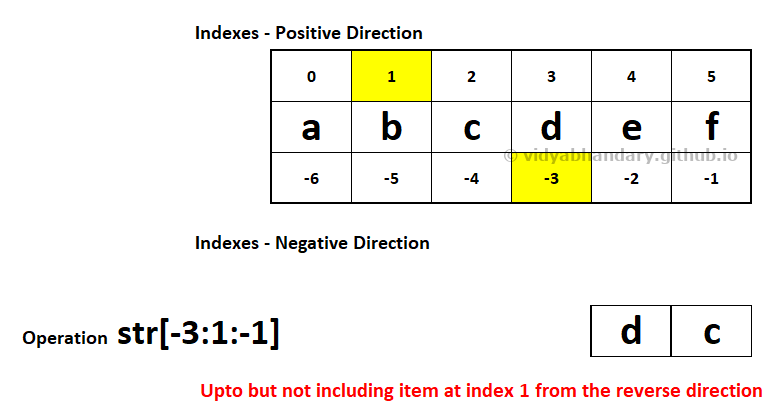 Indexes - Positive Direction
0 1 2 3 4 5
a b c d e f
© vidyabhandary.github.io
-6 -5 -4 -3 -2 -1
Indexes - Negative Direction
Operation str[-3:1:-1] d c
Upto but not including item at index 1 from the reverse direction